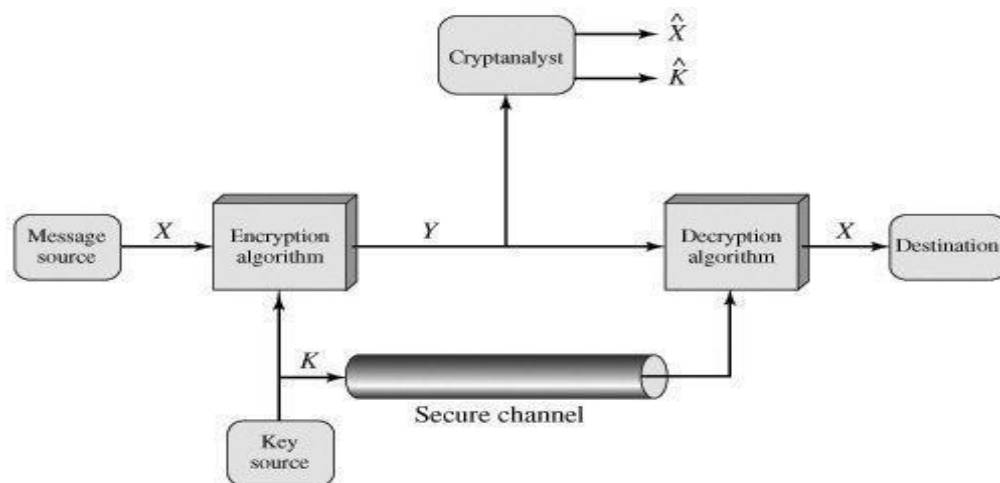 X̂
Cryptanalyst
K̂
Message
source
X
Encryption
algorithm
Y
Decryption
algorithm
X
Destination
K
Secure channel
Key
source